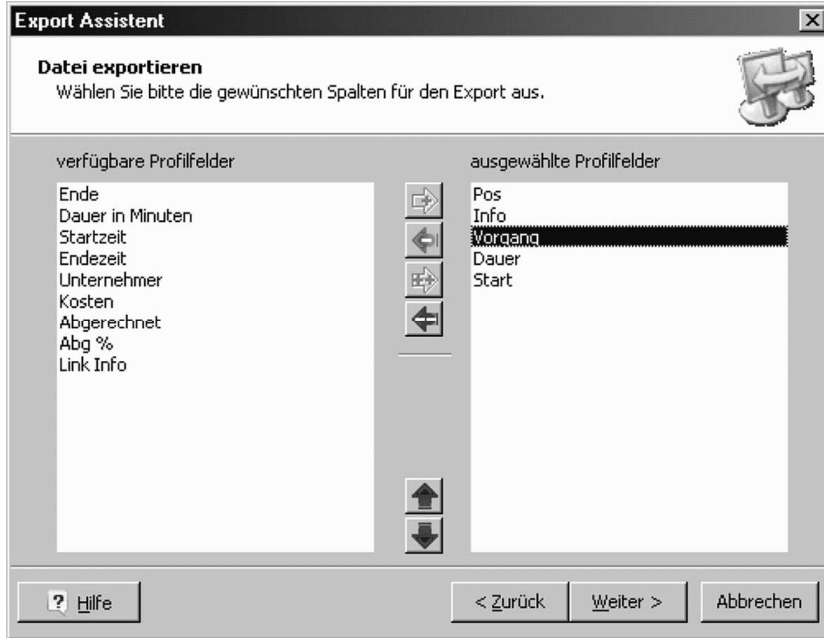 Export Assistent
Datei exportieren
Wählen Sie bitte die gewünschten Spalten für den Export aus.
verfügbare Profilfelder
Ende
Dauer in Minuten
Startzeit
Endezeit
Unternehmer
Kosten
Abgerechnet
Abg %
Link Info
ausgewählte Profilfelder
Pos
Info
Vorgang
Dauer
Start
? Hilfe
< Zurück
Weiter >
Abbrechen